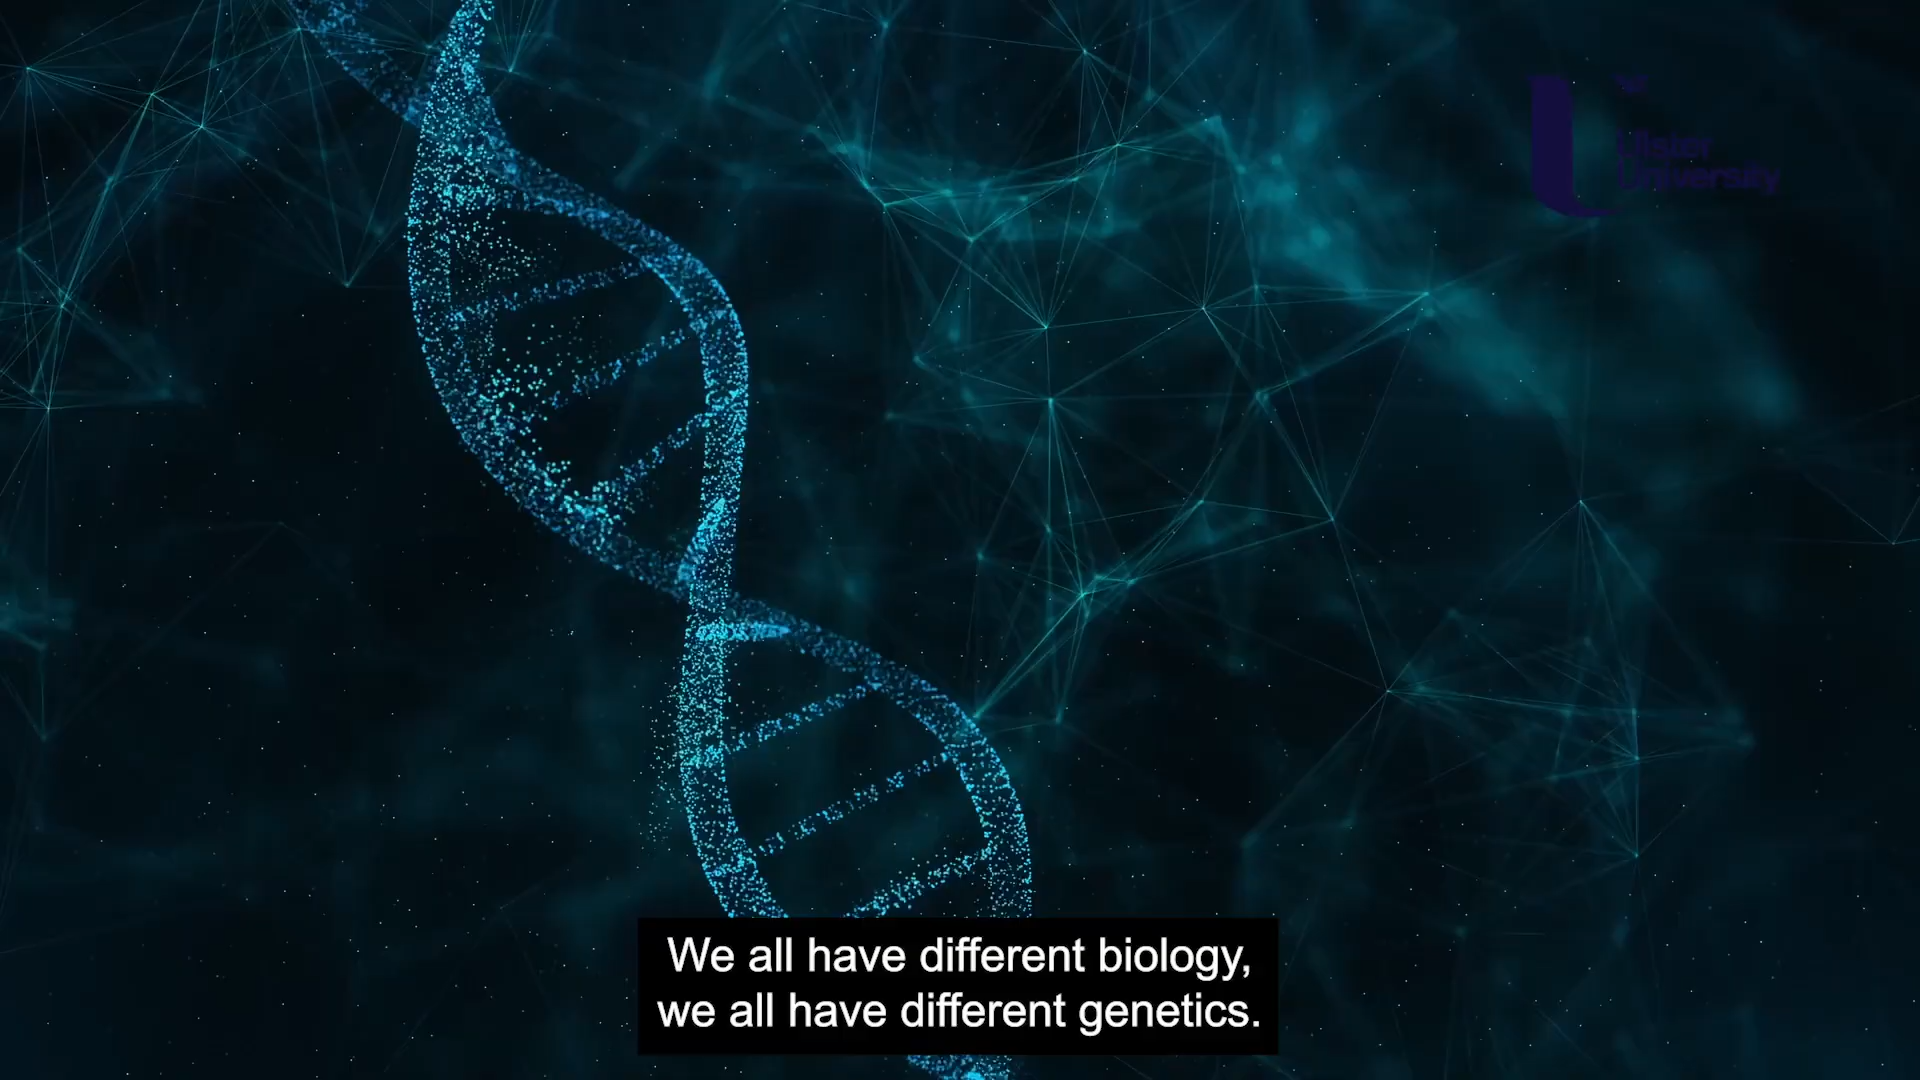 Ulster
University
We all have different biology,
we all have different genetics.